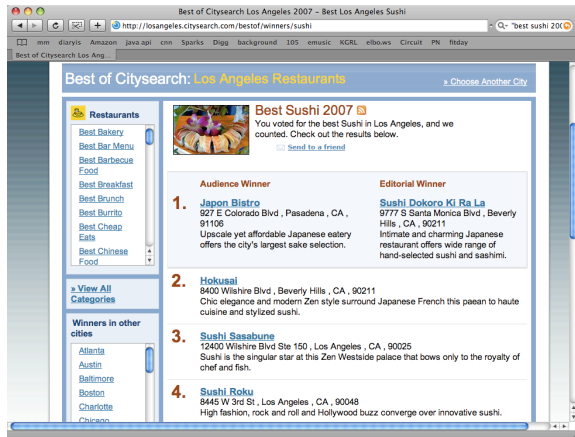 Best of Citysearch Los Angeles 2007 – Best Los Angeles Sushi
http://losangeles.citysearch.com/bestof/winners/sushi
"best sushi 200
mm diaryis Amazon java api cnn Sparks Digg background 105 emusic KGRL elbo.ws Circuit PN fitday
Best of Citysearch Los Ang...
Best of Citysearch: Los Angeles Restaurants
» Choose Another City
Restaurants
Best Bakery
Best Bar Menu
Best Barbecue
Food
Best Breakfast
Best Brunch
Best Burrito
Best Cheap
Eats
Best Chinese
Food
» View All
Categories
Winners in other
cities
Atlanta
Austin
Baltimore
Boston
Charlotte
Chicago
Best Sushi 2007
You voted for the best Sushi in Los Angeles, and we
counted. Check out the results below.
Send to a friend
Audience Winner
1. Japon Bistro
927 E Colorado Blvd , Pasadena , CA ,
91106
Upscale yet affordable Japanese eatery
offers the city's largest sake selection.
Editorial Winner
Sushi Dokoro Ki Ra La
9777 S Santa Monica Blvd , Beverly
Hills , CA , 90211
Intimate and charming Japanese
restaurant offers wide range of
hand-selected sushi and sashimi.
2. Hokusai
8400 Wilshire Blvd , Beverly Hills , CA , 90211
Chic elegance and modern Zen style surround Japanese French this paean to haute
cuisine and stylized sushi.
3. Sushi Sasabune
12400 Wilshire Blvd Ste 150 , Los Angeles , CA , 90025
Sushi is the singular star at this Zen Westside palace that bows only to the royalty of
chef and fish.
4. Sushi Roku
8445 W 3rd St , Los Angeles , CA , 90048
High fashion, rock and roll and Hollywood buzz converge over innovative sushi.